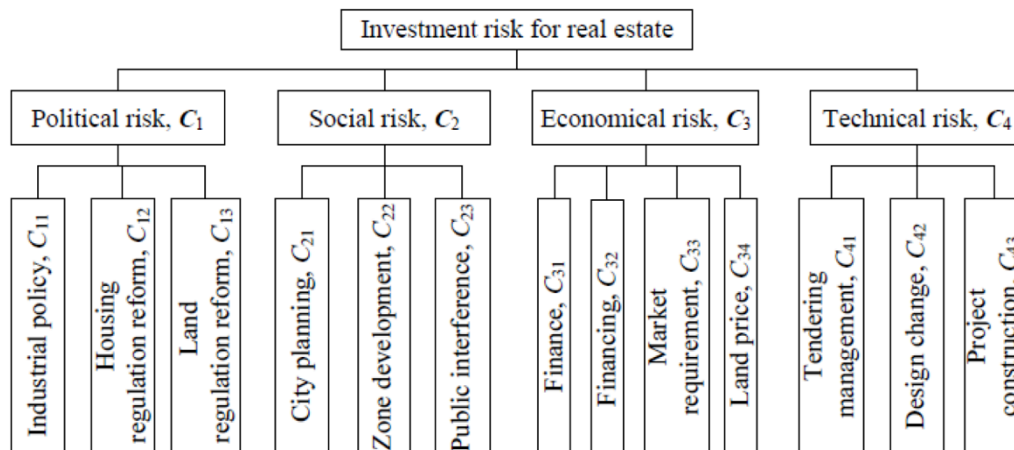 Investment risk for real estate
Political risk, C₁
Social risk, C₂
Economical risk, C₃
Technical risk, C₄
Industrial policy, C₁₁
Housing
regulation reform, C₁₂
Land
regulation reform, C₁₃
City planning, C₂₁
Zone development, C₂₂
Public interference, C₂₃
Finance, C₃₁
Financing, C₃₂
Market
requirement, C₃₃
Land price, C₃₄
Tendering
management, C₄₁
Design change, C₄₂
Project
construction, C₄₃